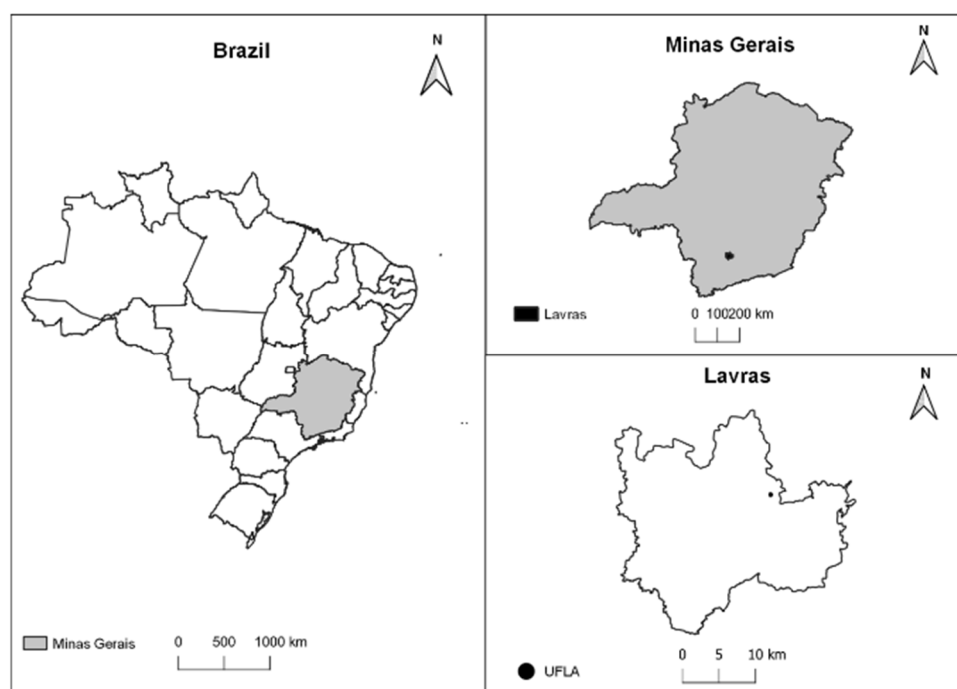 Brazil
N
Minas Gerais
0 500 1000 km
Minas Gerais
N
Lavras
0 100200 km
Lavras
N
UFLA
0 5 10 km